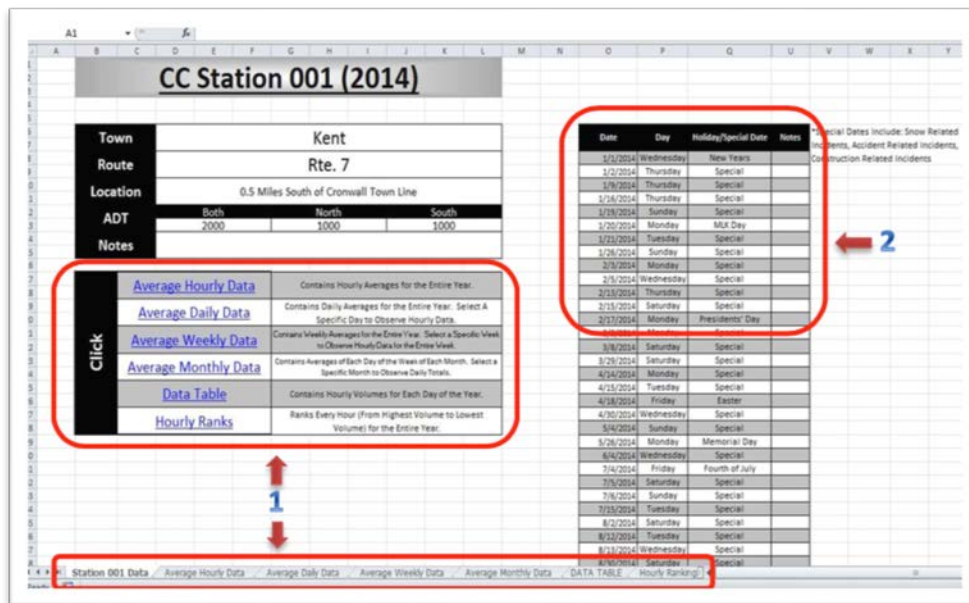 A1
fx
A B C D E F G H I J K L M N O P Q U V W X Y
CC Station 001 (2014)
Town Kent
Route Rte. 7
Location 0.5 Miles South of Cronwall Town Line
ADT Both North South
2000 1000 1000
Notes
Click
Average Hourly Data Contains Hourly Averages for the Entire Year.
Average Daily Data Contains Daily Averages for the Entire Year. Select A
Specific Day to Observe Hourly Data.
Average Weekly Data Contains Weekly Averages for the Entire Year. Select a Specific Week
to Observe Hourly Data for the Entire Week.
Average Monthly Data Contains Averages of Each Day of the Week of Each Month. Select a
Specific Month to Observe Daily Totals.
Data Table Contains Hourly Volumes for Each Day of the Year.
Hourly Ranks Ranks Every Hour (From Highest Volume to Lowest
Volume) for the Entire Year.
1
Date Day Holiday/Special Date Notes
1/1/2014 Wednesday New Years
1/2/2014 Thursday Special
1/9/2014 Thursday Special
1/16/2014 Thursday Special
1/19/2014 Sunday Special
1/20/2014 Monday MLK Day
1/21/2014 Tuesday Special
1/26/2014 Sunday Special
2/3/2014 Monday Special
2/5/2014 Wednesday Special
2/13/2014 Thursday Special
2/15/2014 Saturday Special
2/17/2014 Monday Presidents' Day
3/8/2014 Saturday Special
3/29/2014 Saturday Special
4/14/2014 Monday Special
4/15/2014 Tuesday Special
4/18/2014 Friday Easter
4/30/2014 Wednesday Special
5/4/2014 Sunday Special
5/26/2014 Monday Memorial Day
6/4/2014 Wednesday Special
7/4/2014 Friday Fourth of July
7/5/2014 Saturday Special
7/6/2014 Sunday Special
7/15/2014 Tuesday Special
8/2/2014 Saturday Special
8/12/2014 Tuesday Special
8/13/2014 Wednesday Special
8/30/2014 Saturday Special
*Special Dates Include: Snow Related
Incidents, Accident Related Incidents,
Construction Related Incidents
2
Station 001 Data Average Hourly Data Average Daily Data Average Weekly Data Average Monthly Data DATA TABLE Hourly Ranking